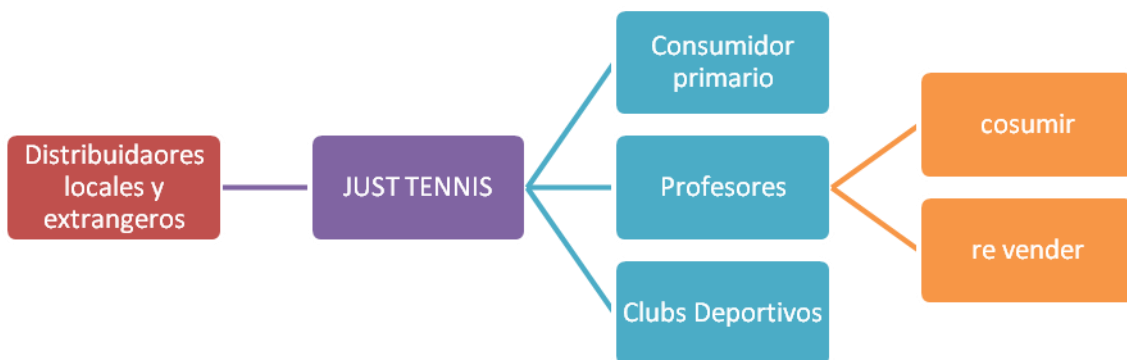 Distribuidaores
locales y
extrangeros
JUST TENNIS
Consumidor
primario
Profesores
Clubs Deportivos
cosumir
re vender